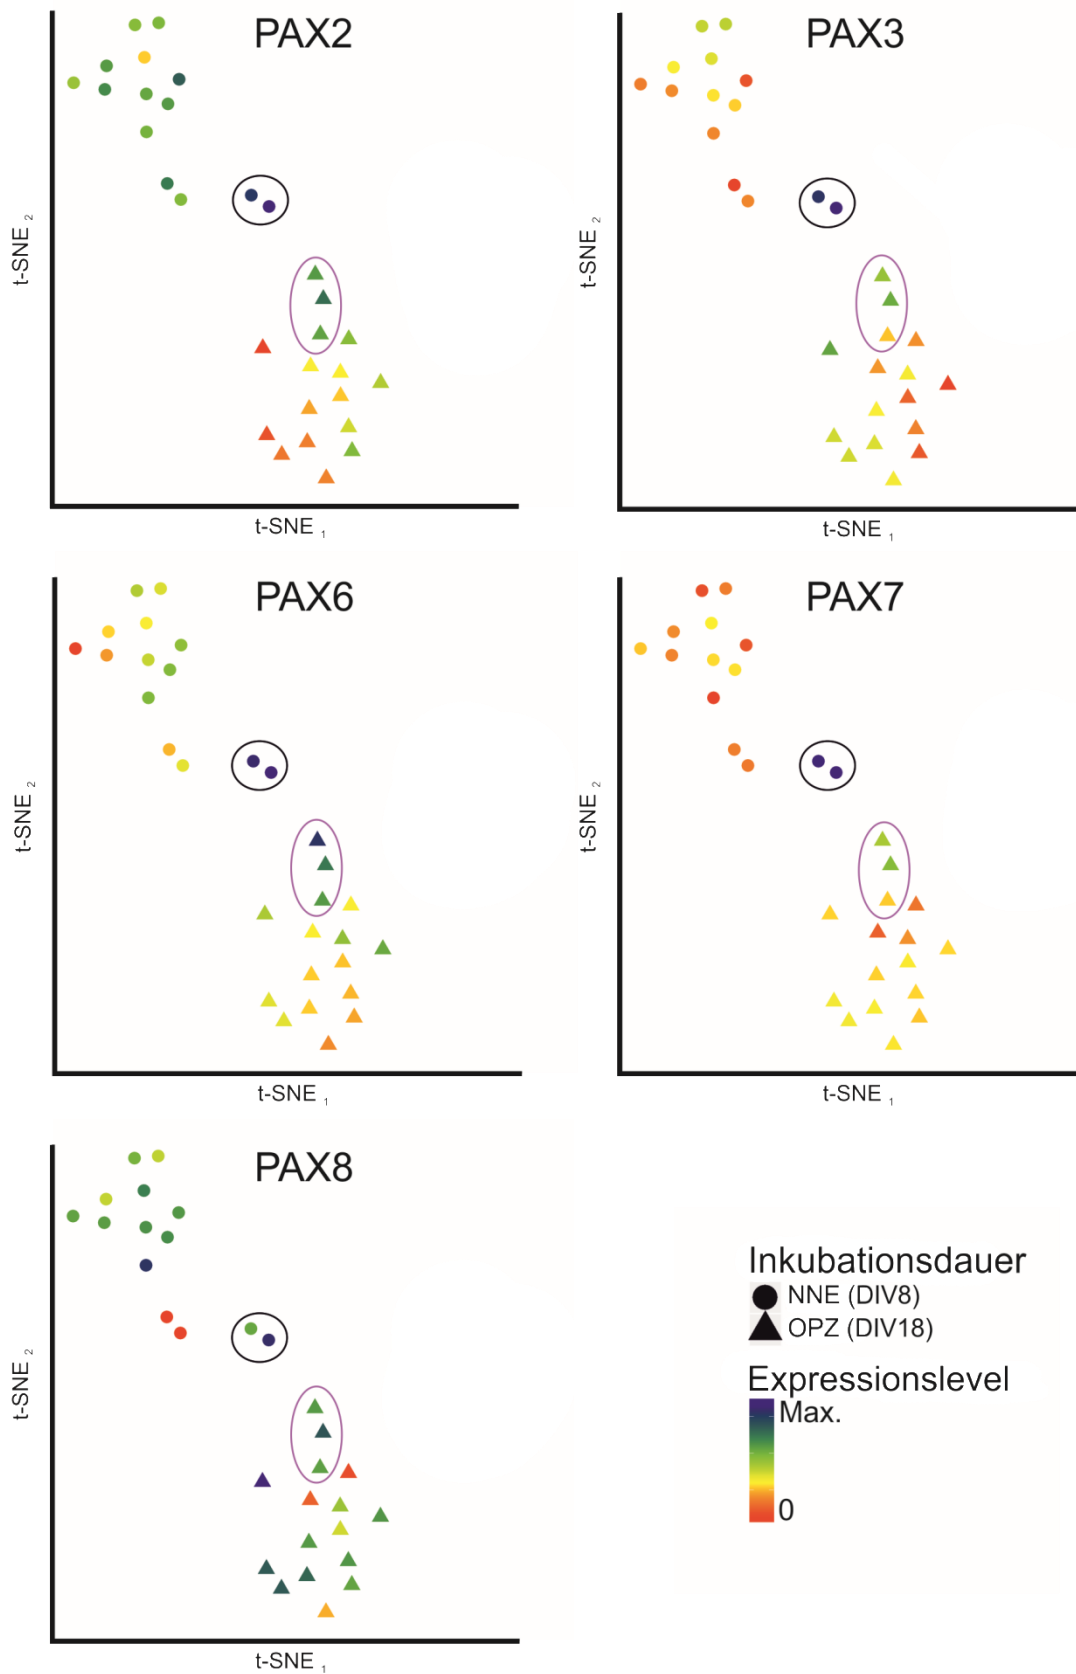 PAX2
t-SNE 2
t-SNE 1
PAX3
t-SNE 2
t-SNE 1
PAX6
t-SNE 2
t-SNE 1
PAX7
t-SNE 2
t-SNE 1
PAX8
t-SNE 2
t-SNE 1
Inkubationsdauer
NNE (DIV8)
OPZ (DIV18)
Expressionslevel
Max.
0